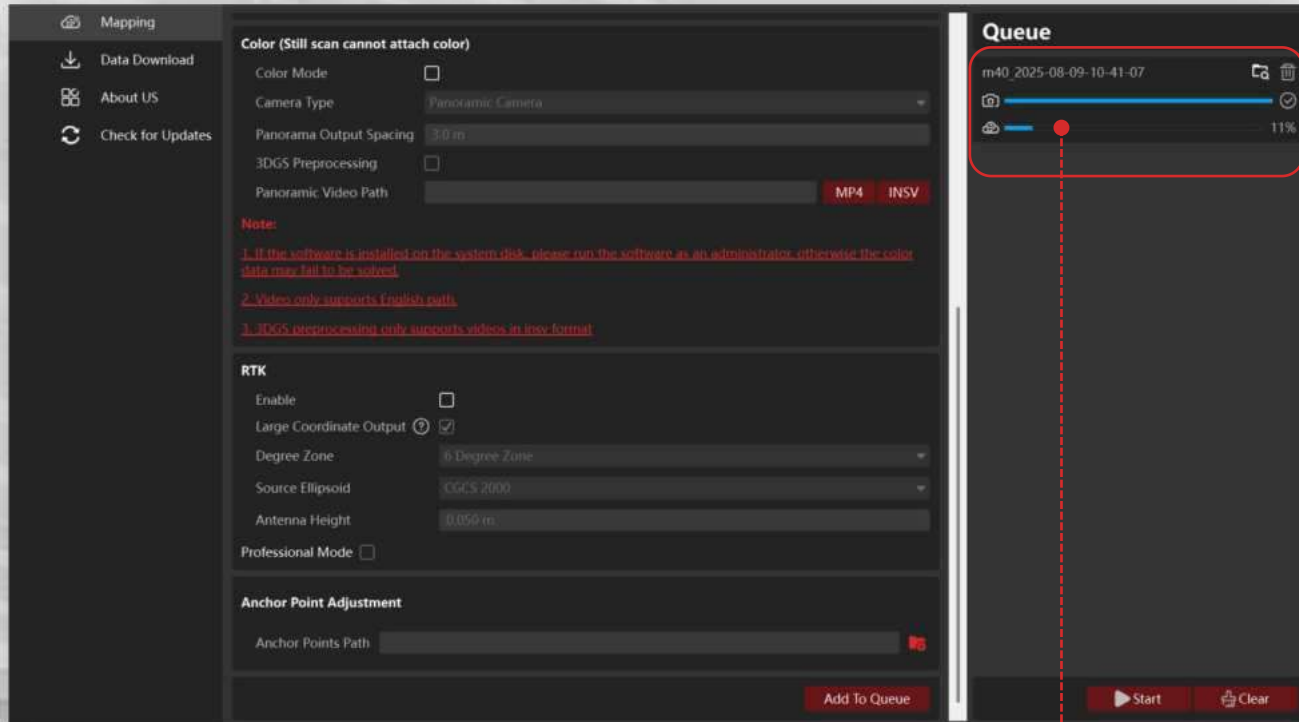 Mapping
Data Download
About US
Check for Updates
Color (Still scan cannot attach color)
Color Mode
Camera Type
Panoramic Camera
Panorama Output Spacing
3.0 m
3DGS Preprocessing
Panoramic Video Path
MP4 INSV
Note:
1. If the software is installed on the system disk, please run the software as an administrator, otherwise the color
data may fail to be solved.
2. Video only supports English path.
3. 3DGS preprocessing only supports videos in insv format
RTK
Enable
Large Coordinate Output ?
Degree Zone
6 Degree Zone
Source Ellipsoid
CGCS 2000
Antenna Height
0.050 m
Professional Mode
Anchor Point Adjustment
Anchor Points Path
Add To Queue
Queue
m40_2025-08-09-10-41-07
11%
Start Clear